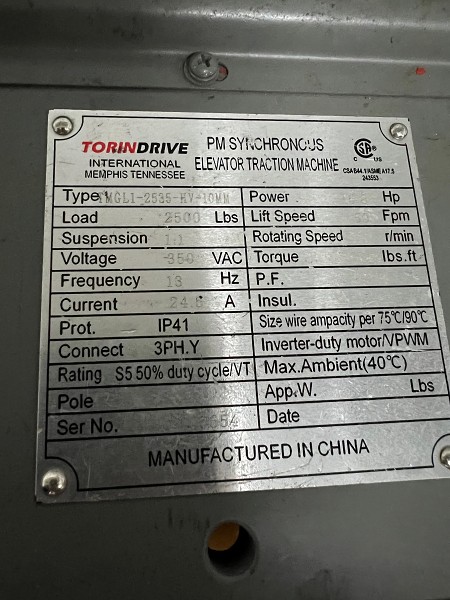 TORINDRIVE
INTERNATIONAL
MEMPHIS TENNESSEE
PM SYNCHRONOUS
ELEVATOR TRACTION MACHINE
CSA B44.1/ASME A17.5
243553
Type Power Hp
Load 2500 Lbs Lift Speed Fpm
Suspension 1:1 Rotating Speed r/min
Voltage 350 VAC Torque lbs.ft
Frequency 13 Hz P.F.
Current A Insul.
Prot. IP41 Size wire ampacity per 75℃/90℃
Connect 3PH.Y Inverter-duty motor/VPWM
Rating S5 50% duty cycle/VT Max.Ambient(40℃)
Pole App.W. Lbs
Ser No. Date
MANUFACTURED IN CHINA